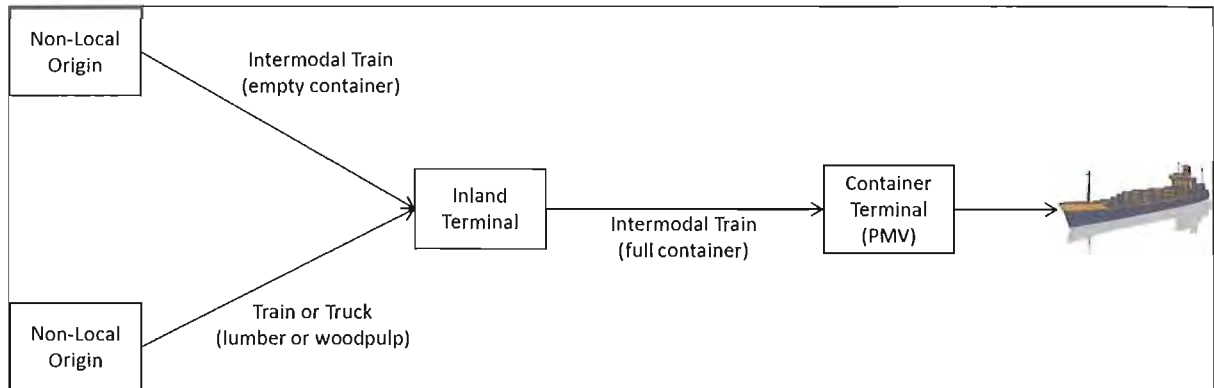 Non-Local
Origin
Intermodal Train
(empty container)
Inland
Terminal
Intermodal Train
(full container)
Container
Terminal
(PMV)
Train or Truck
(lumber or woodpulp)
Non-Local
Origin